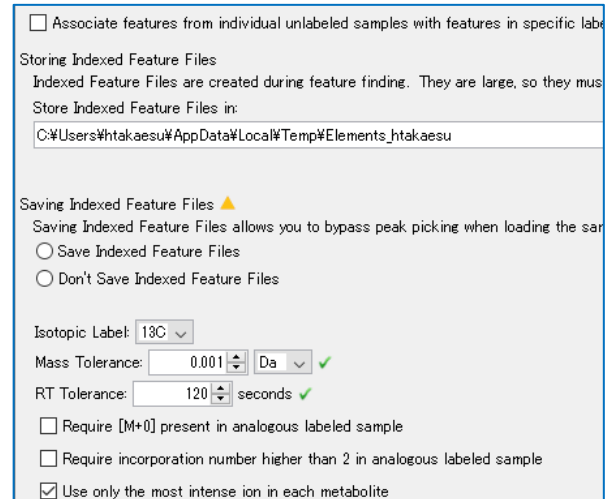 Associate features from individual unlabeled samples with features in specific labe
Storing Indexed Feature Files
Indexed Feature Files are created during feature finding. They are large, so they mus
Store Indexed Feature Files in:
C:¥Users¥htakaesu¥AppData¥Local¥Temp¥Elements_htakaesu
Saving Indexed Feature Files
Saving Indexed Feature Files allows you to bypass peak picking when loading the sar
Save Indexed Feature Files
Don't Save Indexed Feature Files
Isotopic Label: 13C
Mass Tolerance: 0.001 Da
RT Tolerance: 120 seconds
Require [M+0] present in analogous labeled sample
Require incorporation number higher than 2 in analogous labeled sample
Use only the most intense ion in each metabolite